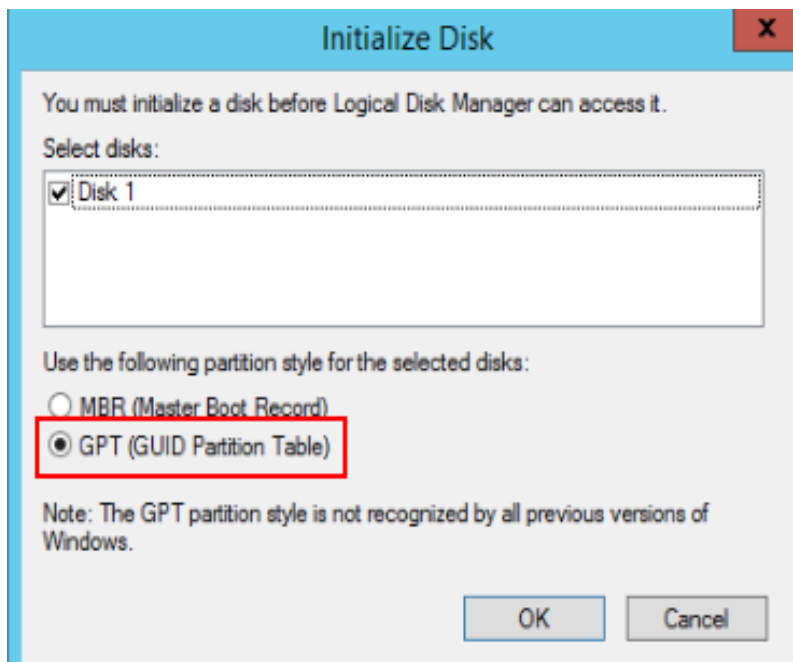 Initialize Disk
x
You must initialize a disk before Logical Disk Manager can access it.
Select disks:
Disk 1
Use the following partition style for the selected disks:
MBR (Master Boot Record)
GPT (GUID Partition Table)
Note: The GPT partition style is not recognized by all previous versions of
Windows.
OK
Cancel